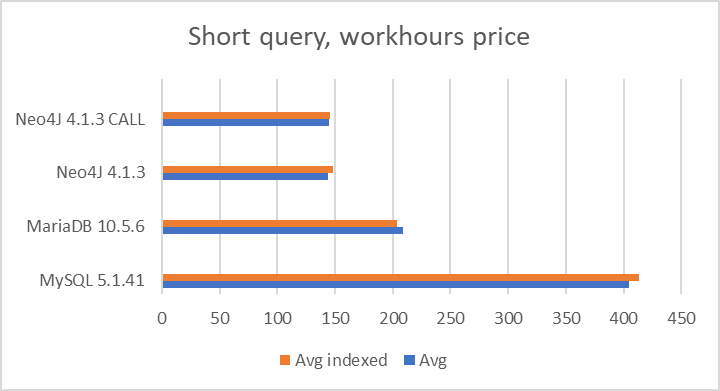 Short query, workhours price
Neo4J 4.1.3 CALL
Neo4J 4.1.3
MariaDB 10.5.6
MySQL 5.1.41
0 50 100 150 200 250 300 350 400 450
Avg indexed Avg